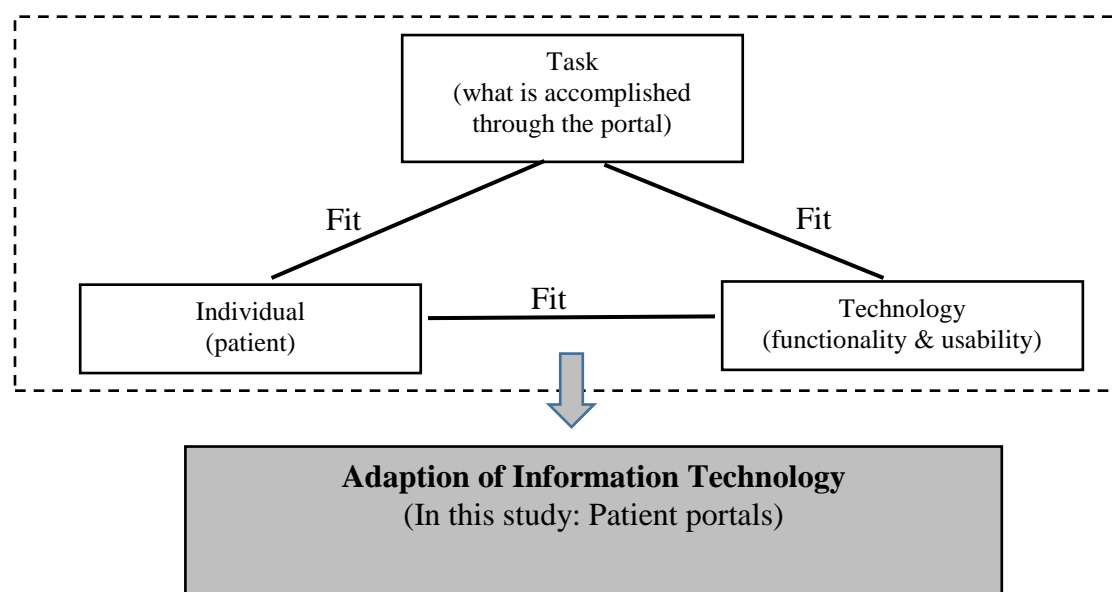 Task
(what is accomplished
through the portal)
Fit
Fit
Individual
(patient)
Fit
Technology
(functionality & usability)
Adaption of Information Technology
(In this study: Patient portals)